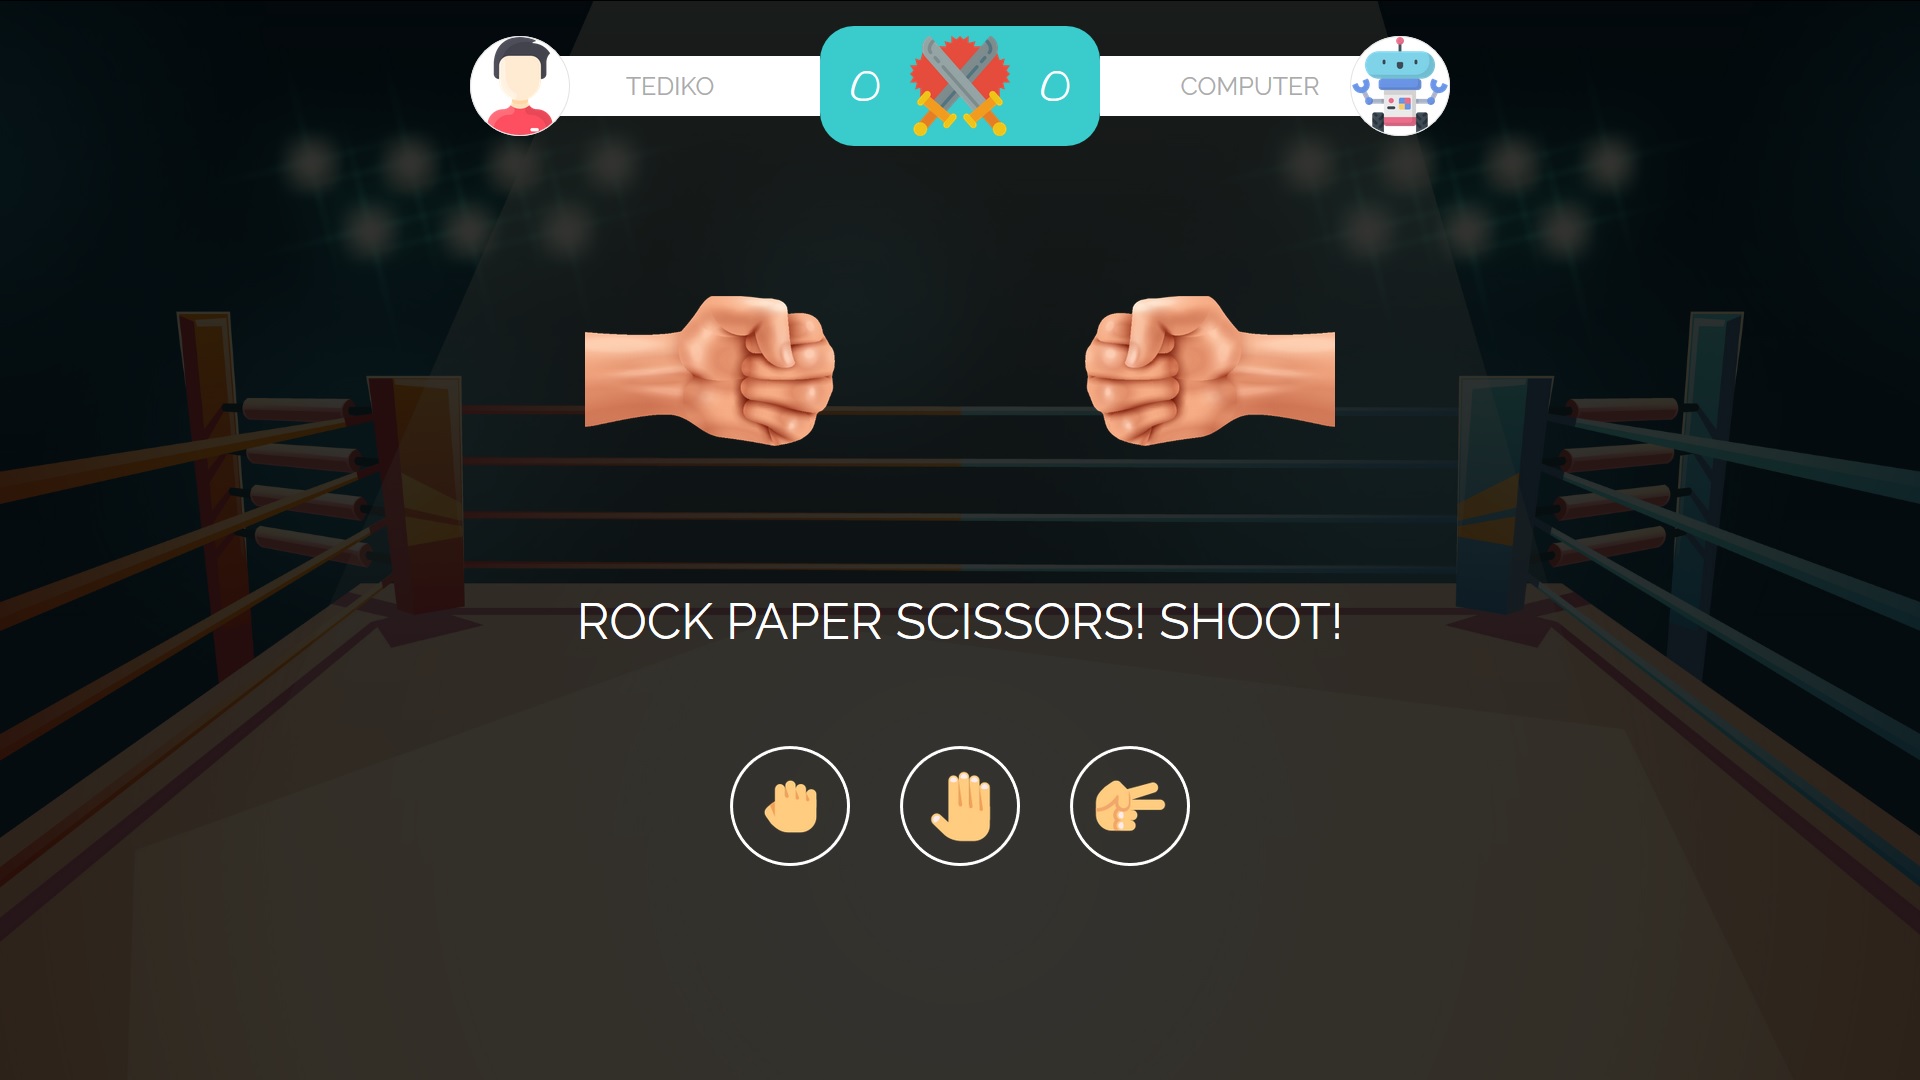 TEDIKO
0
0
COMPUTER
ROCK PAPER SCISSORS! SHOOT!